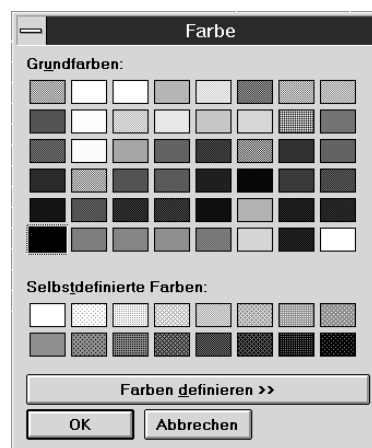 Farbe
Grundfarben:
Selbstdefinierte Farben:
Farben definieren >>
OK Abbrechen